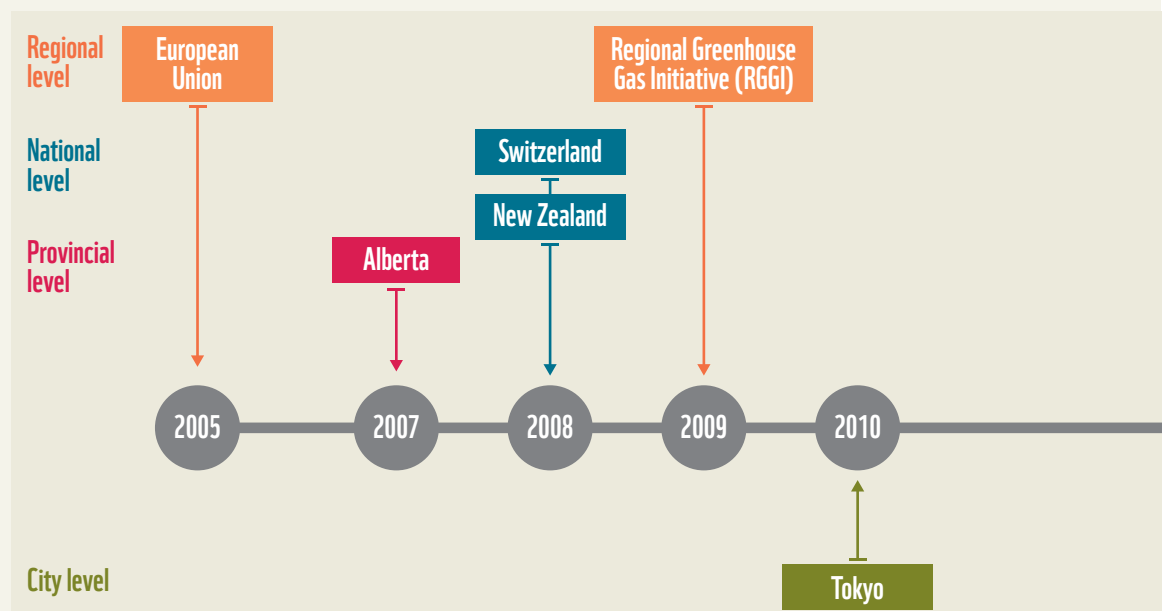 Regional
level
European
Union
Regional Greenhouse
Gas Initiative (RGGI)
National
level
Switzerland
New Zealand
Provincial
level
Alberta
2005
2007
2008
2009
2010
City level
Tokyo